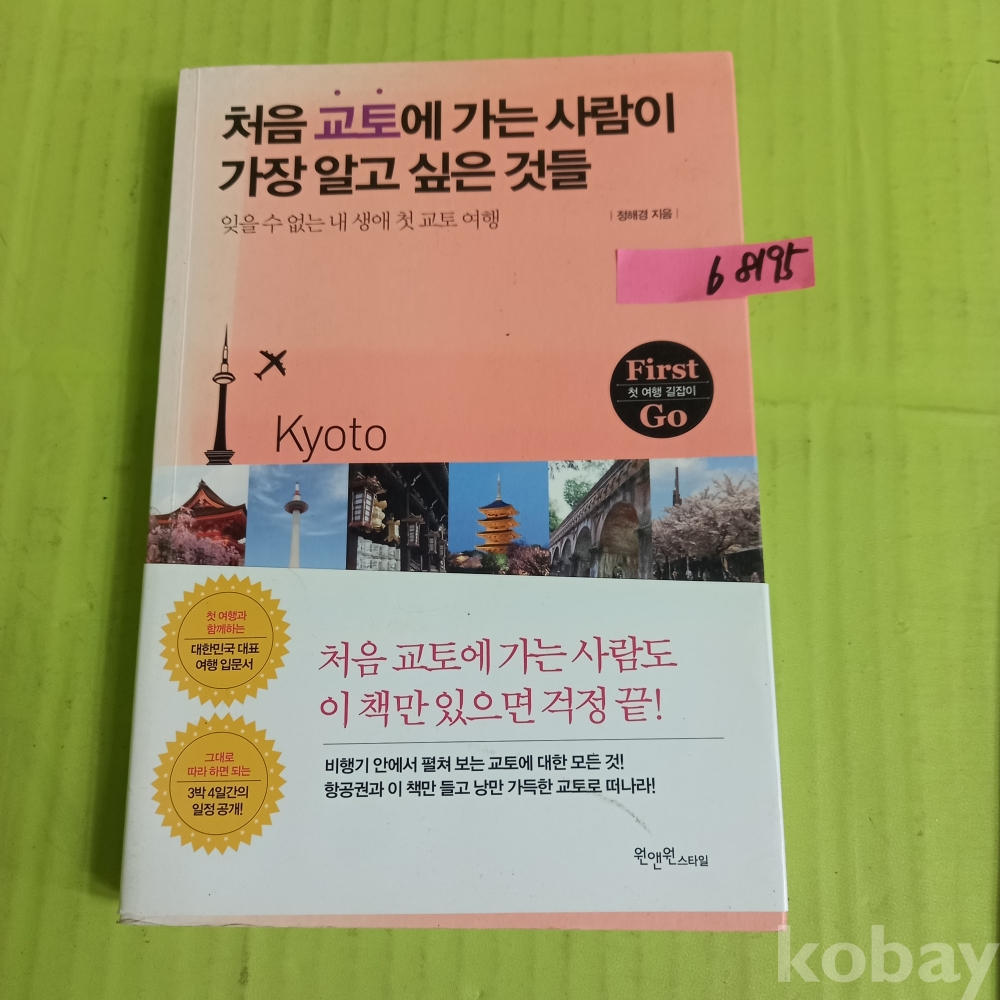 처음 교토에 가는 사람이
가장 알고 싶은 것들
잊을 수 없는 내 생애 첫 교토 여행
| 정해경 지음 |
6 8195
First
첫 여행 길잡이
Go
Kyoto
첫 여행과
함께하는
대한민국 대표
여행 입문서
처음 교토에 가는 사람도
이 책만 있으면 걱정 끝!
그대로
따라 하면 되는
3박 4일간의
일정 공개!
비행기 안에서 펼쳐 보는 교토에 대한 모든 것!
항공권과 이 책만 들고 낭만 가득한 교토로 떠나라!
원앤원스타일
kobay